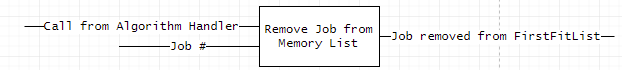 Call from Algorithm Handler
Job #
Remove Job from
Memory List
Job removed from FirstFitList